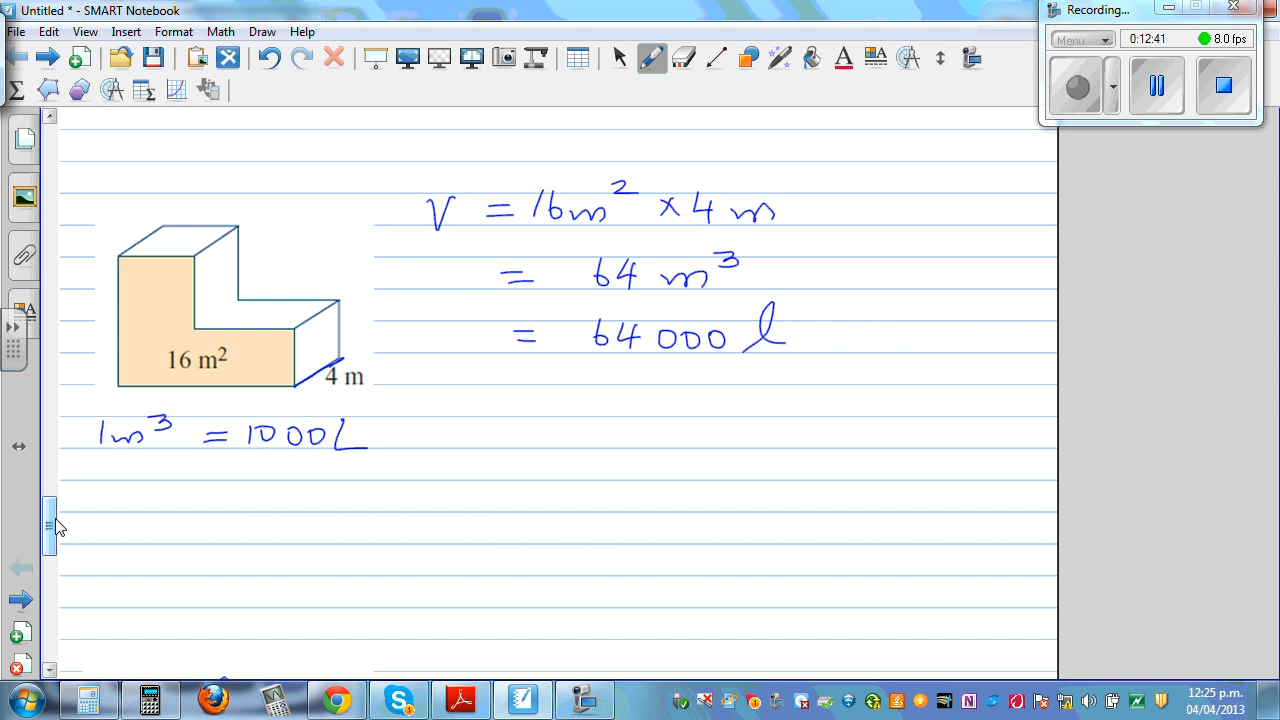 Untitled * - SMART Notebook
Recording...
File Edit View Insert Format Math Draw Help
Menu
0:12:41
8.0 fps
V = 16m² × 4 m
= 64 m³
= 64 000 l
16 m²
4 m
1m³ = 1000L
12:25 p.m.
04/04/2013